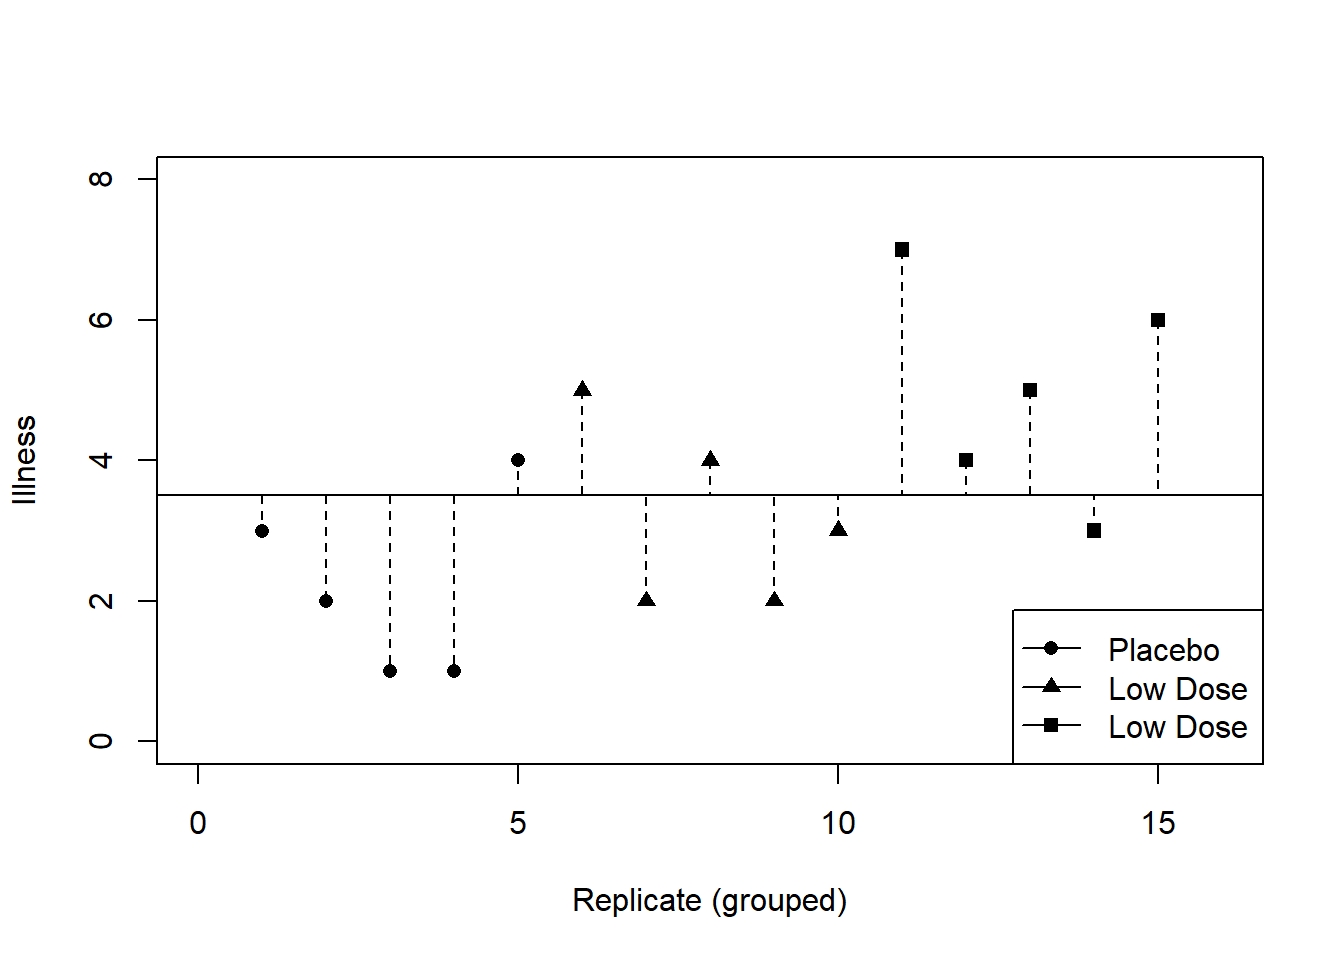 8
6
4
2
0
Illness
Placebo
Low Dose
Low Dose
0 5 10 15
Replicate (grouped)